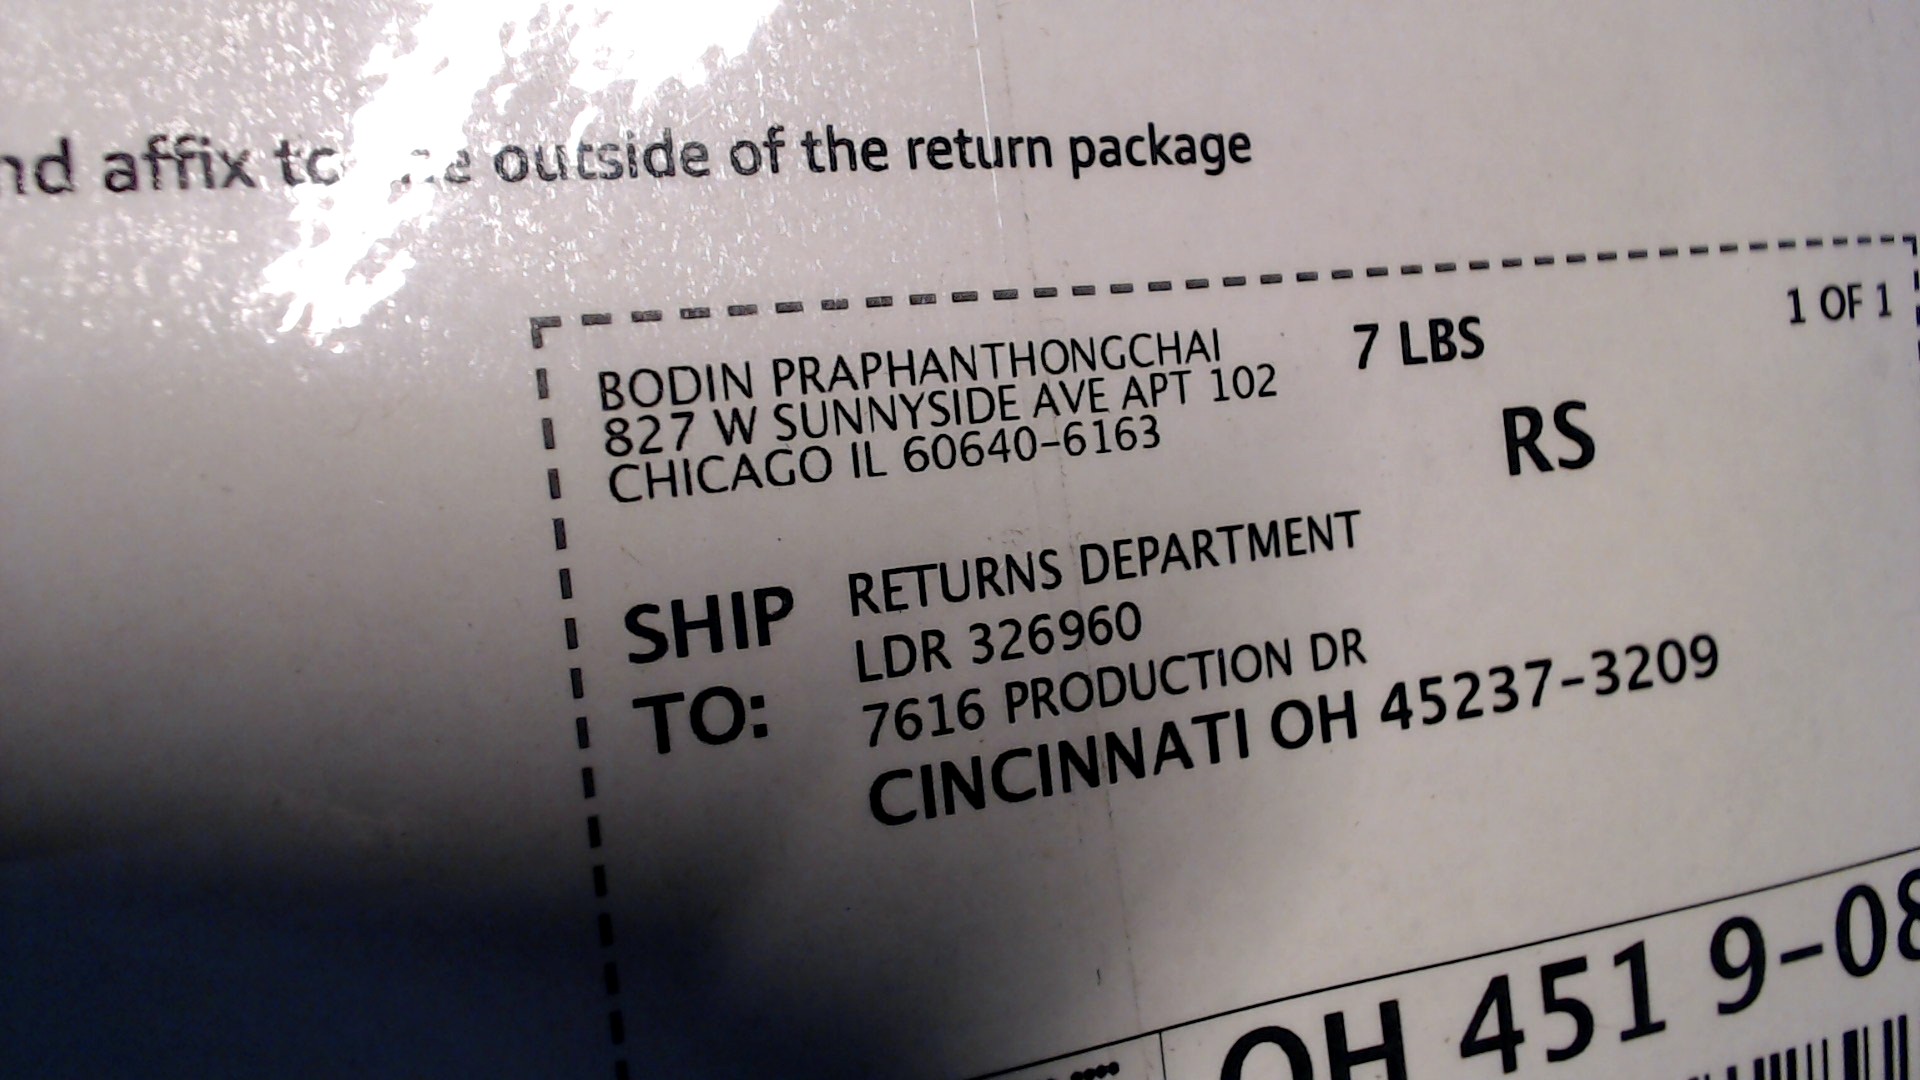 affix outside of the return package
BODIN PRAPHANTHONGCHAI
827 W SUNNYSIDE AVE APT 102
CHICAGO IL 60640-6163
7 LBS
1 OF 1
RS
SHIP TO:
RETURNS DEPARTMENT
LDR 326960
7616 PRODUCTION DR
CINCINNATI OH 45237-3209
OH 451 9-08